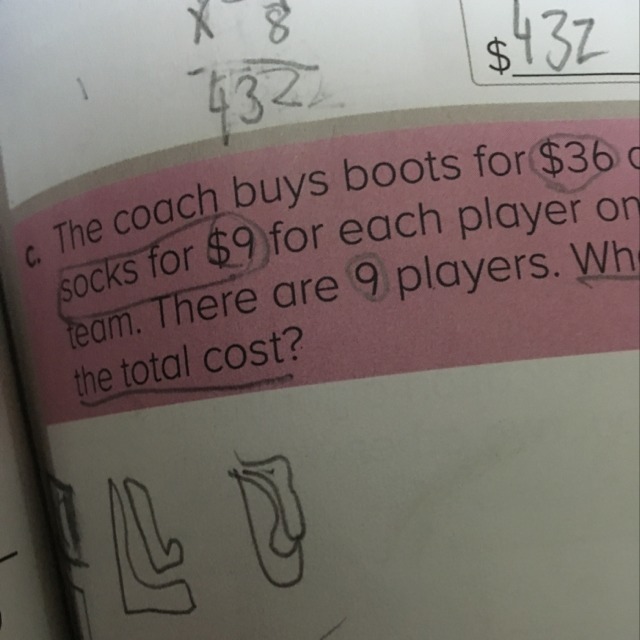 x 8
$432
432
c. The coach buys boots for $36
socks for $9 for each player on
team. There are 9 players.
the total cost?